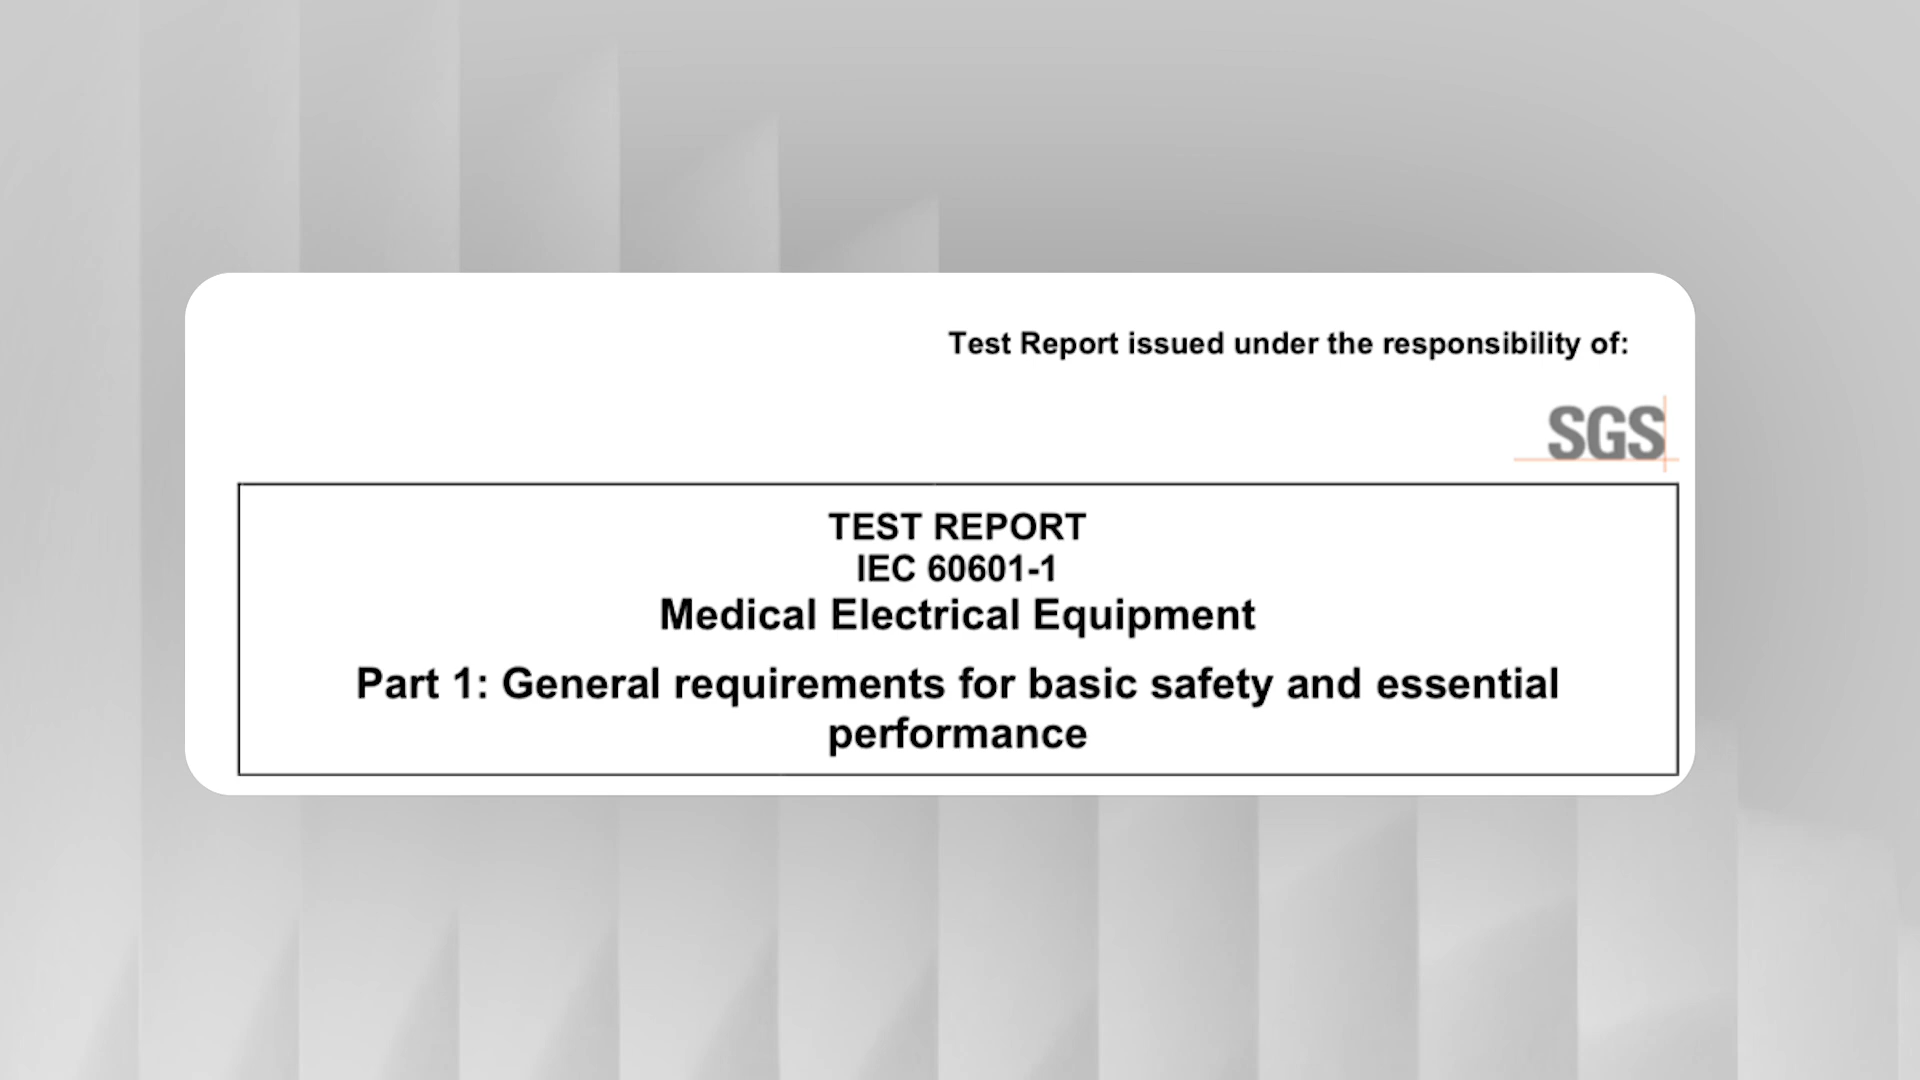 Test Report issued under the responsibility of:
SGS
TEST REPORT
IEC 60601-1
Medical Electrical Equipment
Part 1: General requirements for basic safety and essential
performance